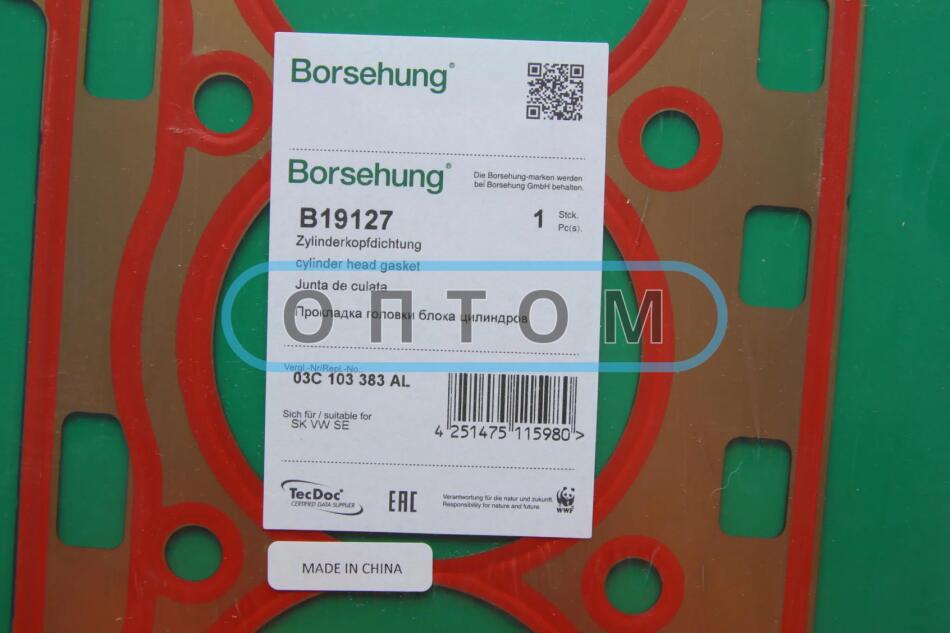 Borsehung®
Borsehung®
Die Borsehung-marken werden
bei Borsehung GmbH behalten.
B19127
1 Stck.
Pc(s).
Zylinderkopfdichtung
cylinder head gasket
Junta de culata
Прокладка головки блока цилиндров
ОПТОМ
Vergl.-Nr/Repl.-No.:
03C 103 383 AL
Sich für / suitable for
SK VW SE
4 251475 115980 >
TecDoc®
CERTIFIED DATA SUPPLIER
EAC
Verantwortung für die natur und zukunft.
Responsibility for nature and future.
WWF
MADE IN CHINA